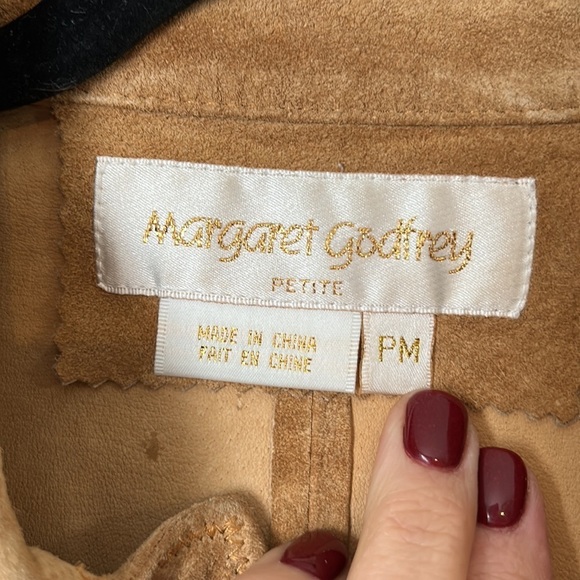 Margaret Godfrey
PETITE
MADE IN CHINA
FAIT EN CHINE
PM